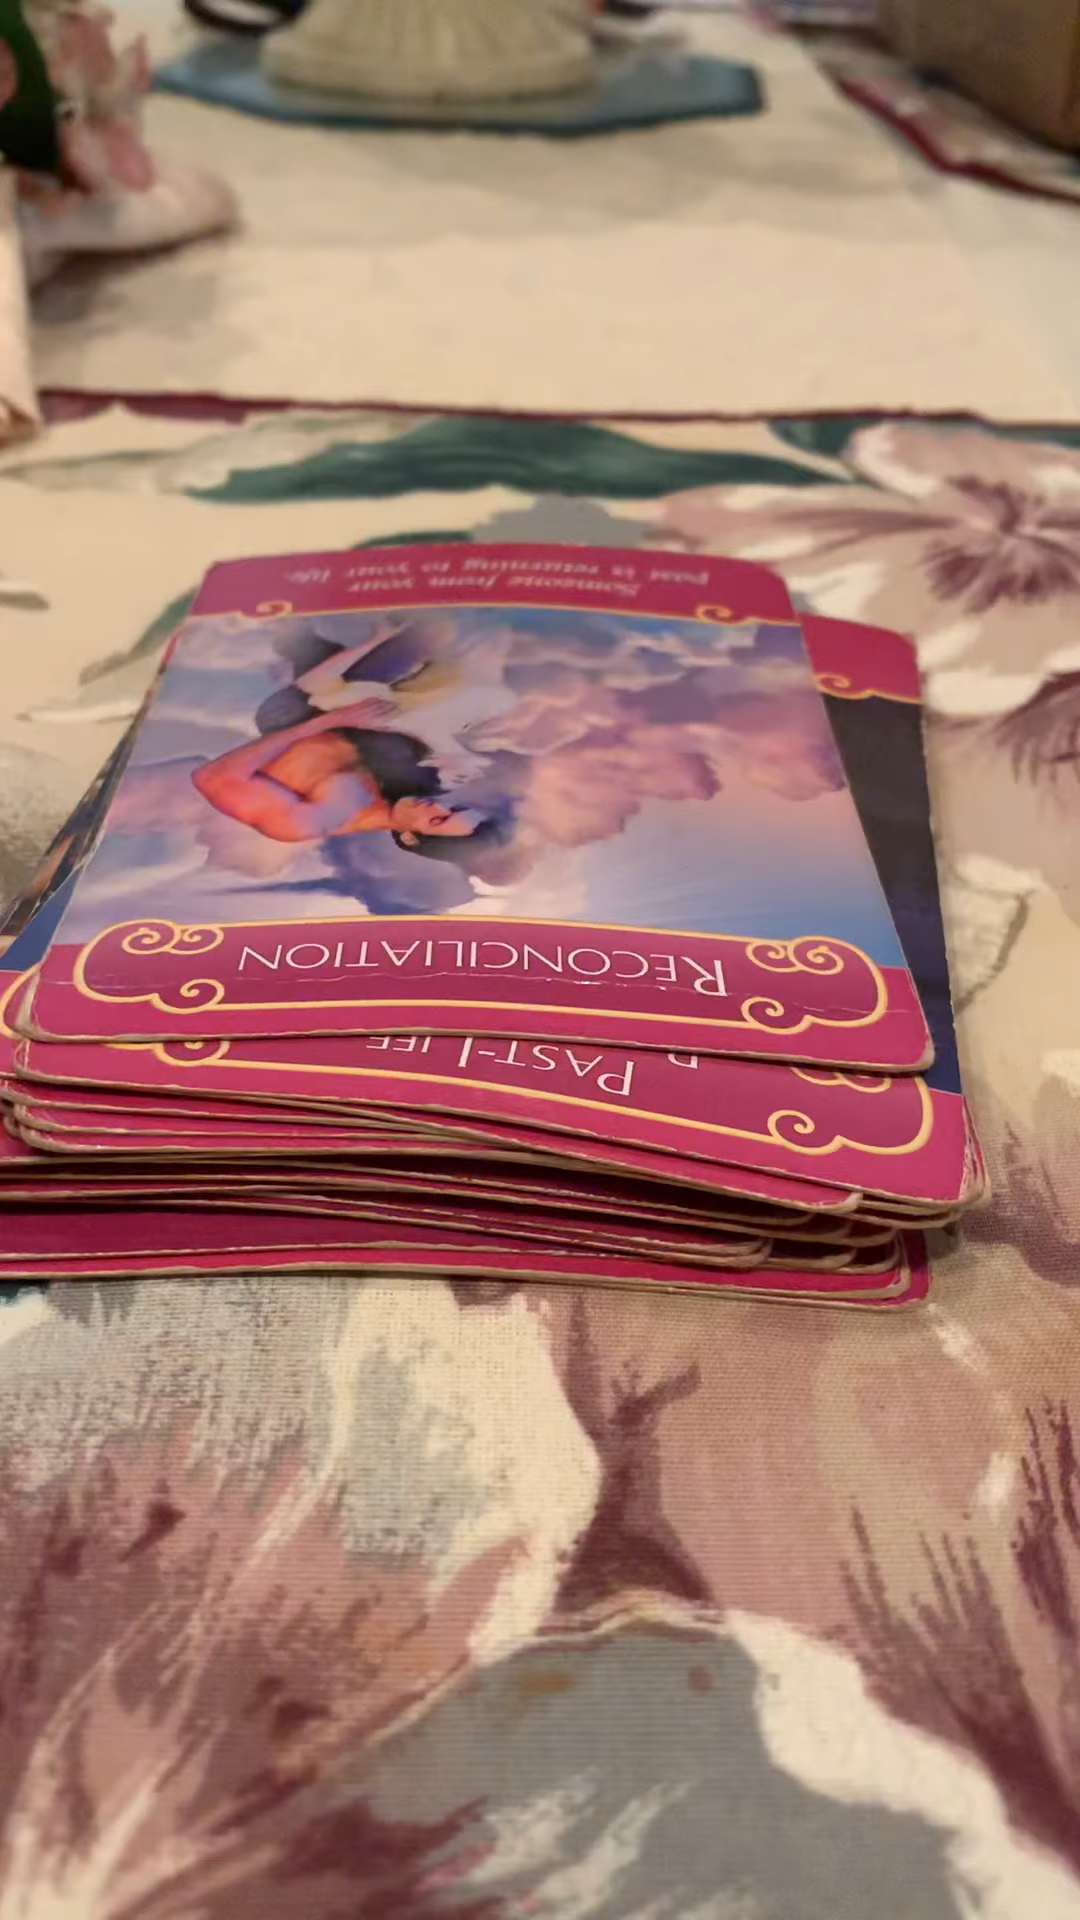 RECONCILIATION
Someone from your
past is returning to your life.
PAST-LIFE
R